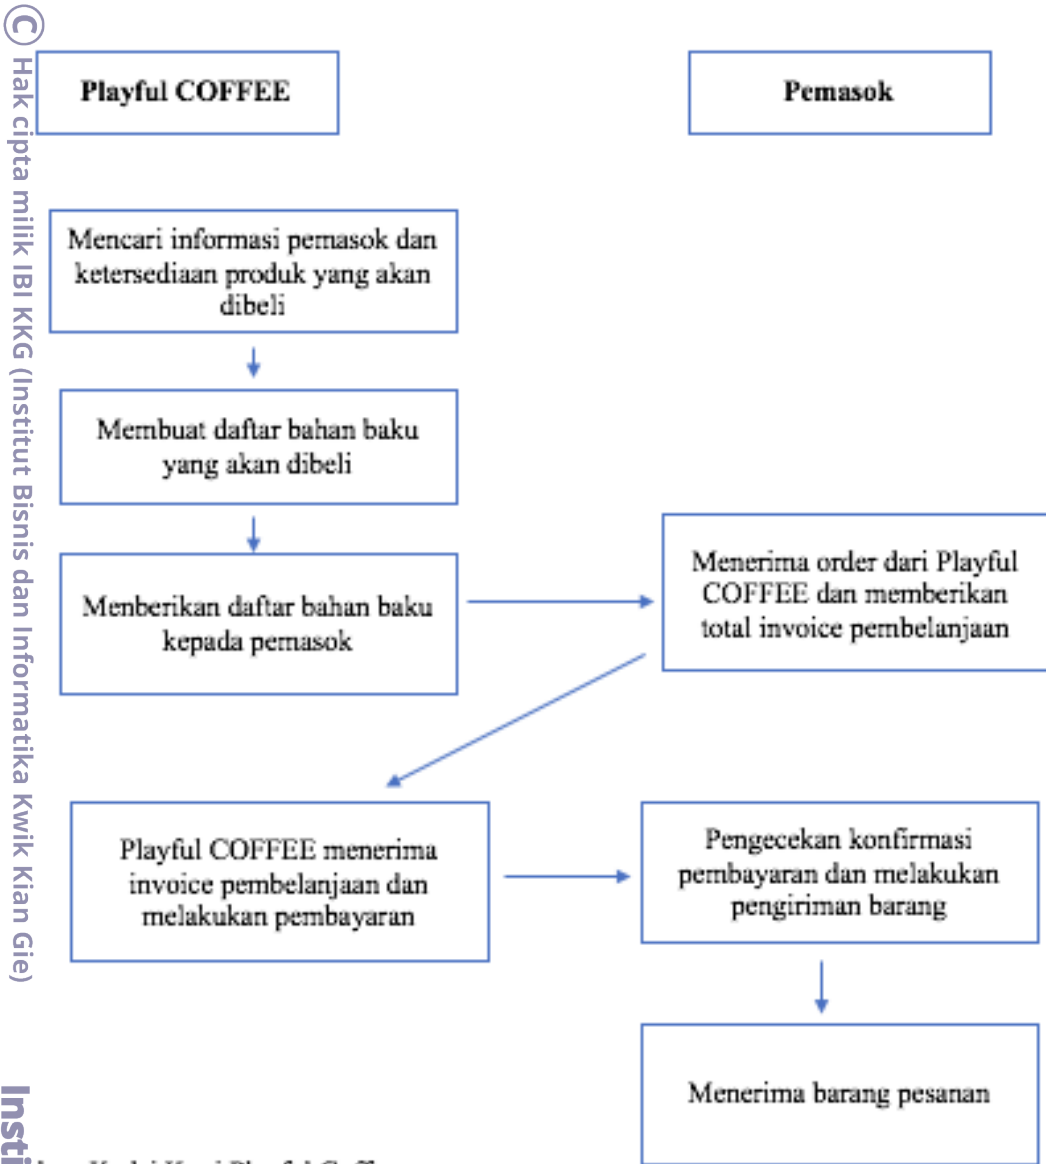 Playful COFFEE
Pemasok
Mencari informasi pemasok dan
ketersediaan produk yang akan
dibeli
Membuat daftar bahan baku
yang akan dibeli
Menberikan daftar bahan baku
kepada pemasok
Menerima order dari Playful
COFFEE dan memberikan
total invoice pembelanjaan
Playful COFFEE menerima
invoice pembelanjaan dan
melakukan pembayaran
Pengecekan konfirmasi
pembayaran dan melakukan
pengiriman barang
Menerima barang pesanan
© Hak cipta milik IBI KKG (Institut Bisnis dan Informatika Kwik Kian Gie)
Insti